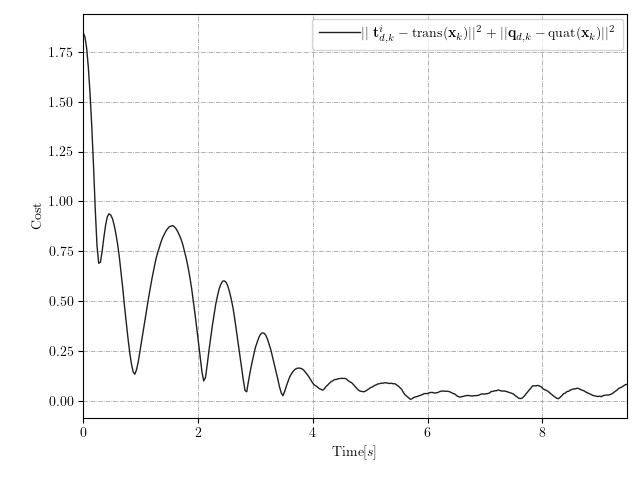 || t^i_{d,k} − trans(x_k)||² + ||q_{d,k} − quat(x_k)||²
1.75
1.50
1.25
1.00
0.75
0.50
0.25
0.00
Cost
0 2 4 6 8
Time[s]